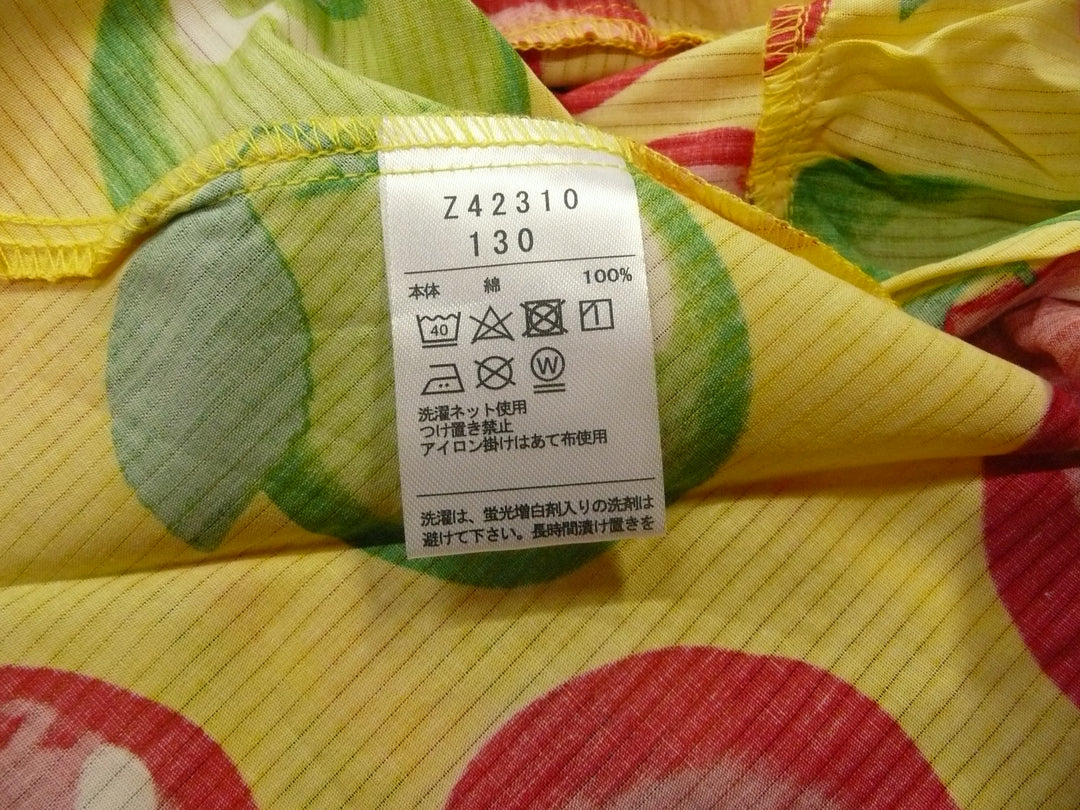 Z42310
130
本体 綿 100%
40
W
洗濯ネット使用
つけ置き禁止
アイロン掛けはあて布使用
洗濯は、蛍光増白剤入りの洗剤は
避けて下さい。長時間漬け置きを